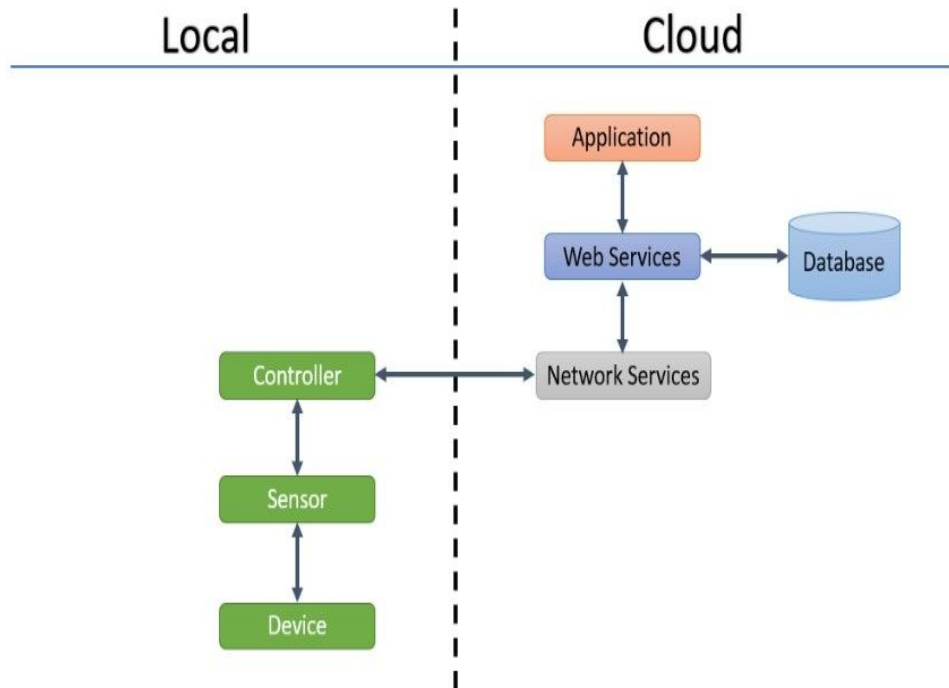 Local
Cloud
Application
Web Services
Database
Controller
Network Services
Sensor
Device